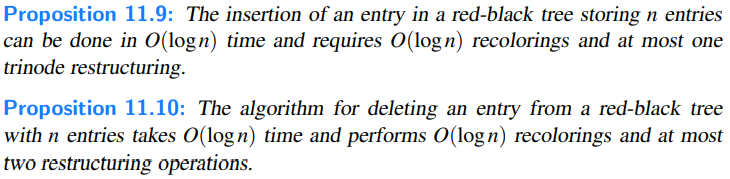 Proposition 11.9: The insertion of an entry in a red-black tree storing n entries
can be done in O(log n) time and requires O(log n) recolorings and at most one
trinode restructuring.
Proposition 11.10: The algorithm for deleting an entry from a red-black tree
with n entries takes O(log n) time and performs O(log n) recolorings and at most
two restructuring operations.